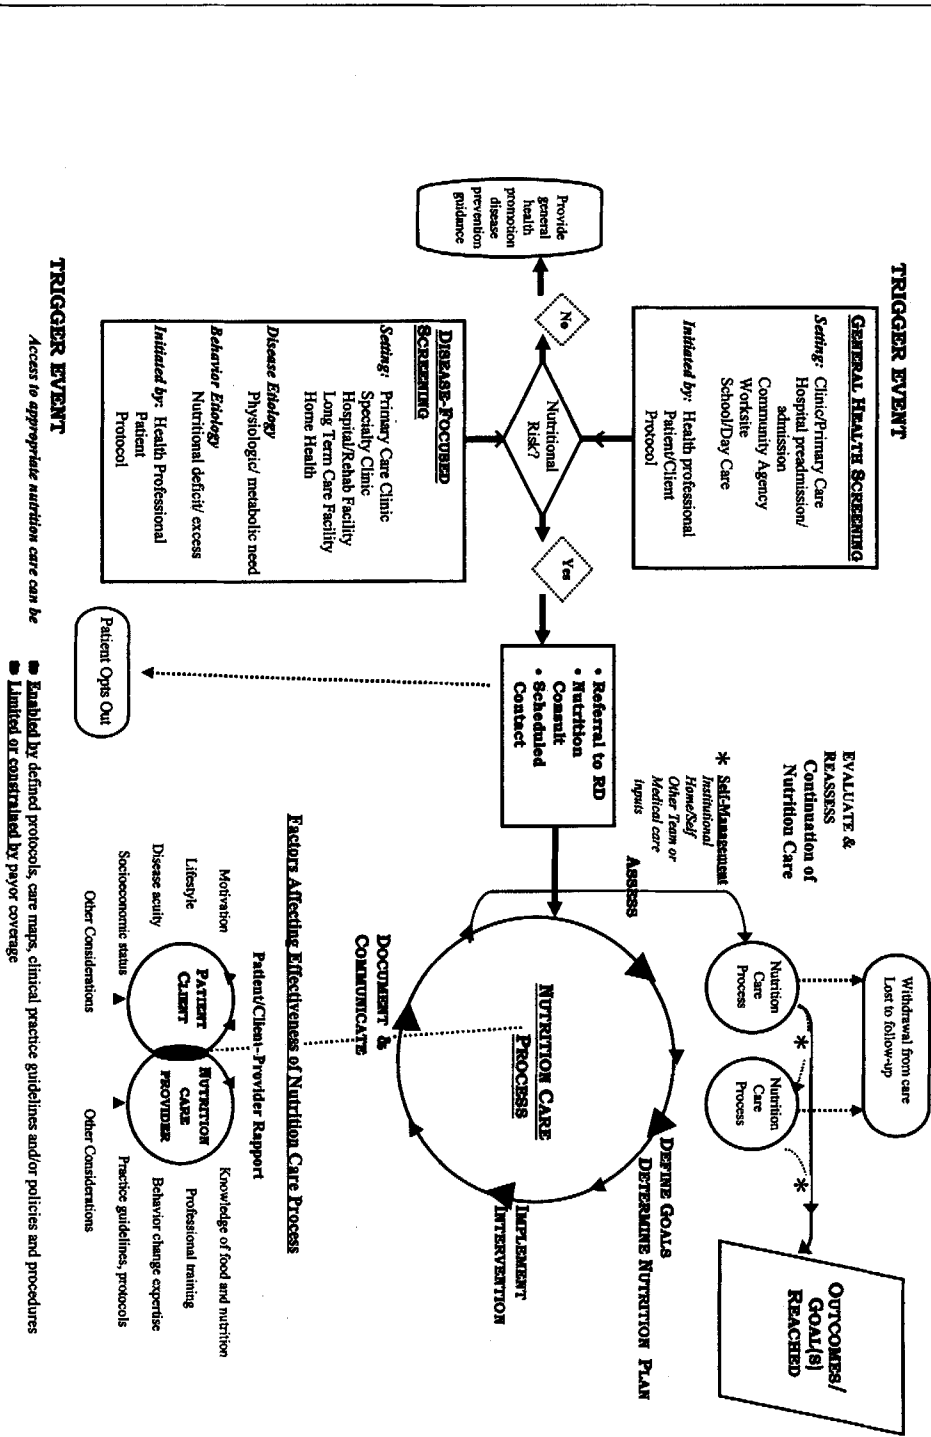 TRIGGER EVENT
GENERAL HEALTH SCREENING
Setting: Clinic/Primary Care
Hospital preadmission/
admission
Community Agency
Worksite
School/Day Care
Initiated by: Health professional
Patient/Client
Protocol
Provide
general
health
promotion
disease
prevention
guidance
No
Nutritional
Risk?
Yes
DISEASE-FOCUSED
SCREENING
Setting: Primary Care Clinic
Specialty Clinic
Hospital/Rehab Facility
Long Term Care Facility
Home Health
Disease Etiology
Physiologic/ metabolic need
Behavior Etiology
Nutritional deficit/ excess
Initiated by: Health Professional
Patient
Protocol
TRIGGER EVENT
• Referral to RD
• Nutrition
Consult
• Scheduled
Contact
Patient Opts Out
EVALUATE &
REASSESS
Continuation of
Nutrition Care
* Self-Management
Institutional
Home/Self
Other Team or
Medical care
inputs
Withdrawal from care
Lost to follow-up
Nutrition
Care
Process
*
Nutrition
Care
Process
*
OUTCOMES/
GOAL(S)
REACHED
ASSESS
DEFINE GOALS
DETERMINE NUTRITION PLAN
NUTRITION CARE
PROCESS
IMPLEMENT
INTERVENTION
DOCUMENT &
COMMUNICATE
Factors Affecting Effectiveness of Nutrition Care Process
Patient/Client–Provider Rapport
Motivation
Lifestyle
Disease acuity
Socioeconomic status
Other Considerations
PATIENT
CLIENT
NUTRITION
CARE
PROVIDER
Knowledge of food and nutrition
Professional training
Behavior change expertise
Practice guidelines, protocols
Other Considerations
Access to appropriate nutrition care can be
Enabled by defined protocols, care maps, clinical practice guidelines and/or policies and procedures
Limited or constrained by payor coverage